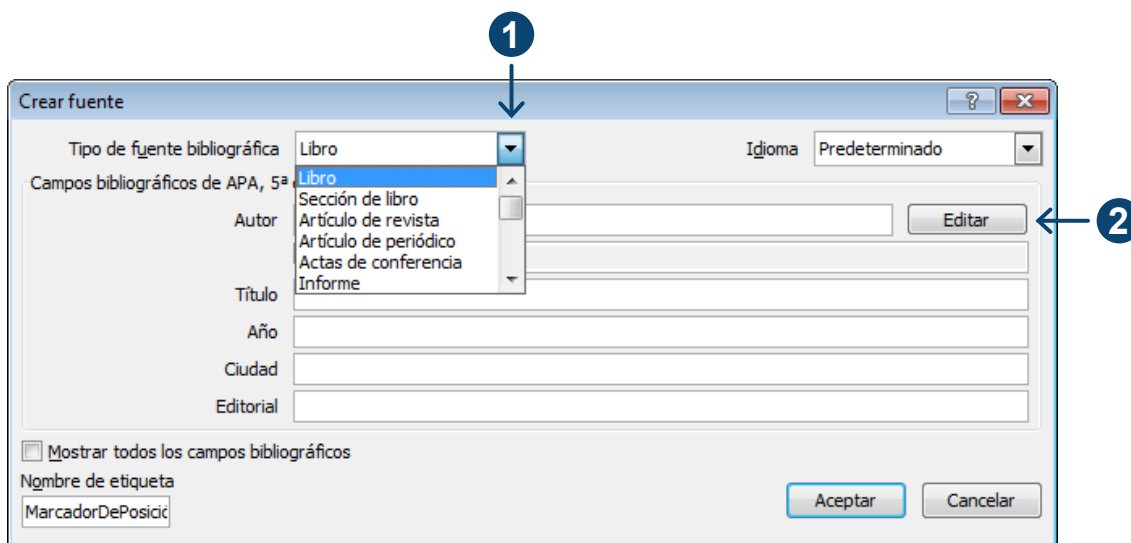 1
Crear fuente
Tipo de fuente bibliográfica Libro Idioma Predeterminado
Libro
Campos bibliográficos de APA, 5ª
Sección de libro
Autor Artículo de revista Editar 2
Artículo de periódico
Actas de conferencia
Informe
Título
Año
Ciudad
Editorial
Mostrar todos los campos bibliográficos
Nombre de etiqueta
MarcadorDePosició Aceptar Cancelar